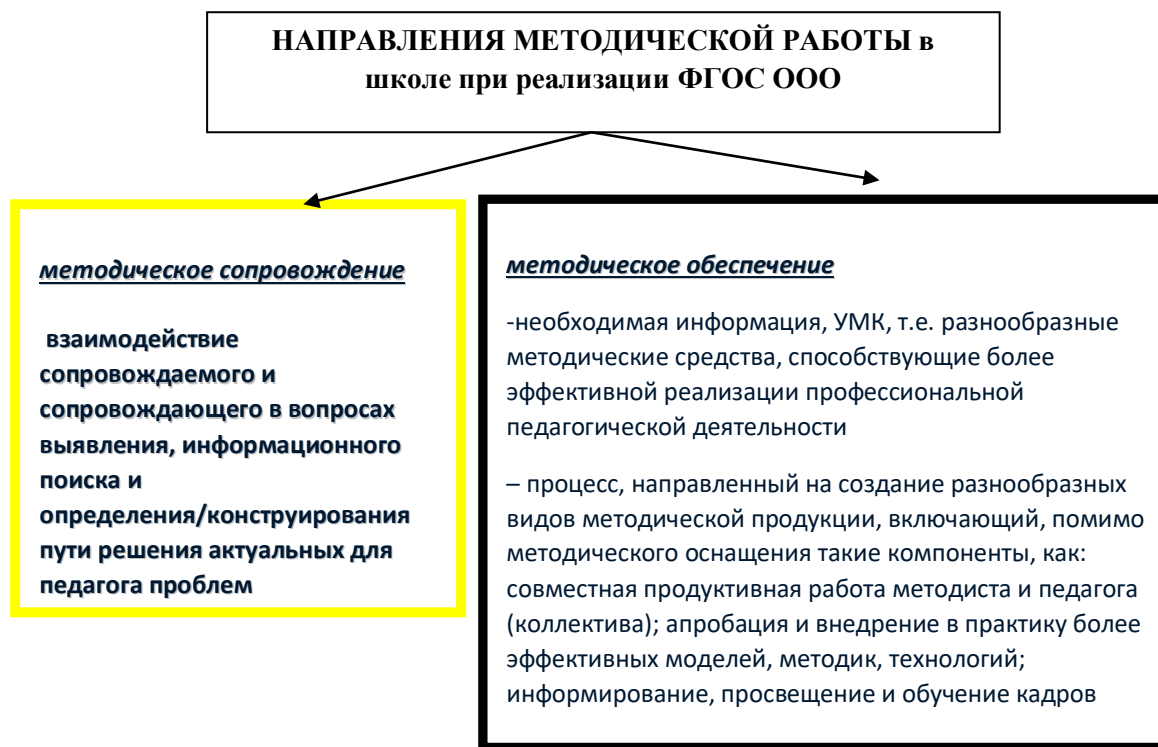 НАПРАВЛЕНИЯ МЕТОДИЧЕСКОЙ РАБОТЫ в
школе при реализации ФГОС ООО
методическое сопровождение
взаимодействие
сопровождаемого и
сопровождающего в вопросах
выявления, информационного
поиска и
определения/конструирования
пути решения актуальных для
педагога проблем
методическое обеспечение
-необходимая информация, УМК, т.е. разнообразные
методические средства, способствующие более
эффективной реализации профессиональной
педагогической деятельности
– процесс, направленный на создание разнообразных
видов методической продукции, включающий, помимо
методического оснащения такие компоненты, как:
совместная продуктивная работа методиста и педагога
(коллектива); апробация и внедрение в практику более
эффективных моделей, методик, технологий;
информирование, просвещение и обучение кадров